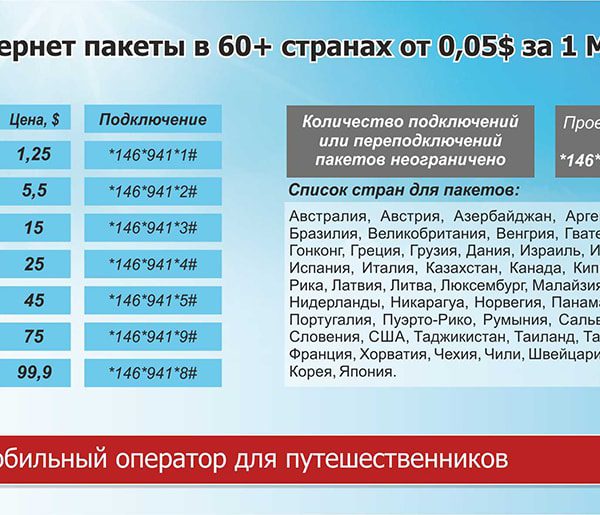 ернет пакеты в 60+ странах от 0,05$ за 1 М
Цена, $ Подключение
1,25 *146*941*1#
5,5 *146*941*2#
15 *146*941*3#
25 *146*941*4#
45 *146*941*5#
75 *146*941*9#
99,9 *146*941*8#
Количество подключений
или переподключений
пакетов неограничено
Прове
*146*
Список стран для пакетов:
Австралия, Австрия, Азербайджан, Арге
Бразилия, Великобритания, Венгрия, Гвате
Гонконг, Греция, Грузия, Дания, Израиль, И
Испания, Италия, Казахстан, Канада, Кип
Рика, Латвия, Литва, Люксембург, Малайзи
Нидерланды, Никарагуа, Норвегия, Панам
Португалия, Пуэрто-Рико, Румыния, Сальв
Словения, США, Таджикистан, Таиланд, Та
Франция, Хорватия, Чехия, Чили, Швейцари
Корея, Япония.
обильный оператор для путешественников